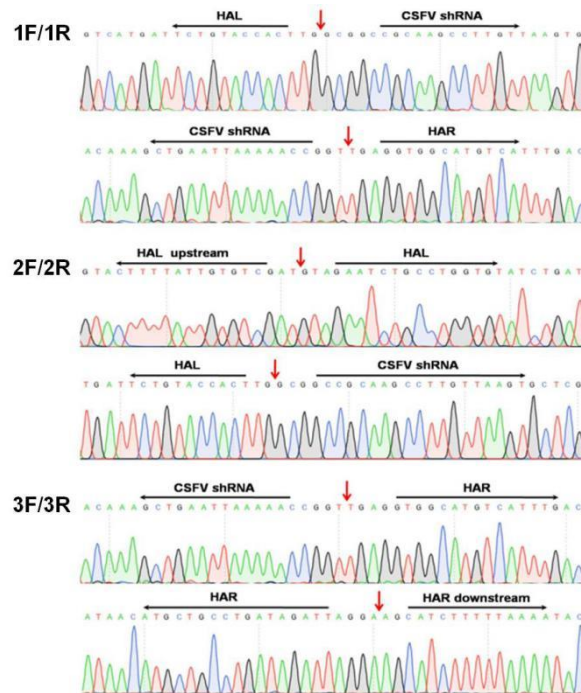 1F/1R
HAL CSFV shRNA
G T C A T G A T T C T G T A C C A C T T G G C G G C C G C A A G C C T T G T T A A G T G
CSFV shRNA HAR
A C A A A G C T G A A T T A A A A A C C G G T T G A G G T G G C A T G T C A T T T G A C
2F/2R
HAL upstream HAL
G T A C T T T T A T T G T G T C G A T G T A G A A T C T G C C T G G T G T A T C T G A T
HAL CSFV shRNA
T G A T T C T G T A C C A C T T G G C G G C C G C A A G C C T T G T T A A G T G C T C G
3F/3R
CSFV shRNA HAR
A C A A A G C T G A A T T A A A A A C C G G T T G A G G T G G C A T G T C A T T T G A C
HAR HAR downstream
A T A A C A T G C T G C C T G A T A G A T T A G G A A G C A T C T T T T T A A A A T A C